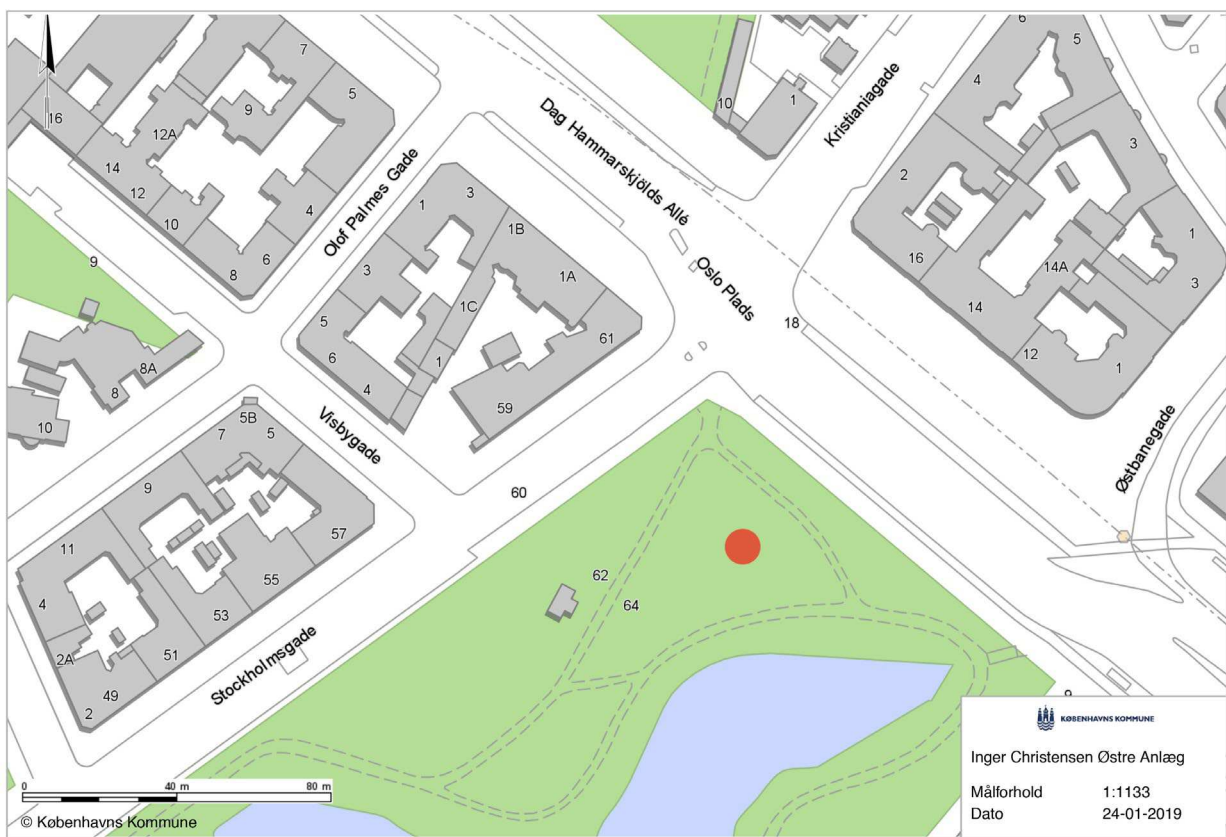 7
5
9
16
12A
14
12
10
8
6
4
Olof Palmes Gade
Dag Hammarskjölds Allé
Oslo Plads
10
1
Kristianiagade
6
5
4
3
2
16
14
14A
12
1
3
1
18
Østbanegade
9
8A
8
10
1
3
3
5
6
4
1B
1A
1C
1
61
59
Visbygade
5B
7
5
9
11
4
2A
2
49
51
53
55
57
Stockholmsgade
60
62
64
0 40 m 80 m
© Københavns Kommune
KØBENHAVNS KOMMUNE
Inger Christensen Østre Anlæg
Målforhold 1:1133
Dato 24-01-2019